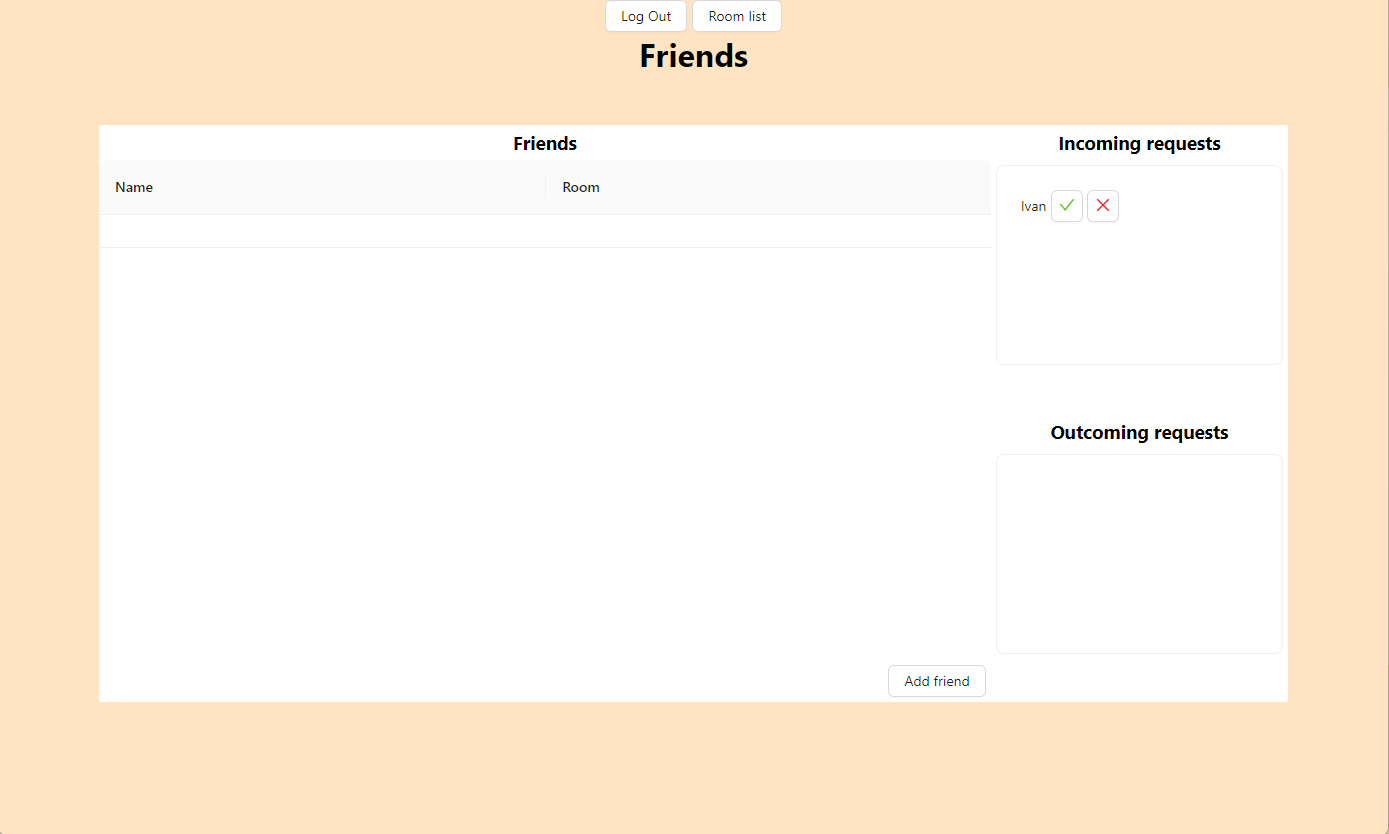 Log Out Room list
Friends
Friends
Name Room
Incoming requests
Ivan
Outcoming requests
Add friend